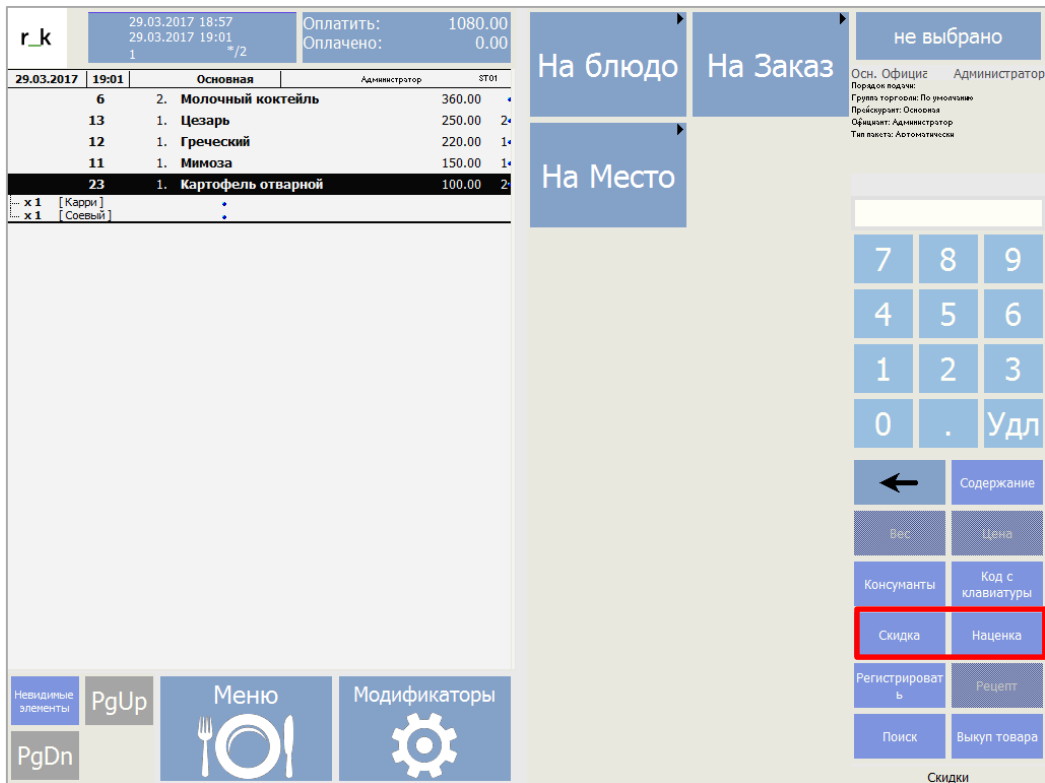 r_k
29.03.2017 18:57
29.03.2017 19:01
1 */2
Оплатить: 1080.00
Оплачено: 0.00
29.03.2017 19:01 Основная Администратор ST01
6 2. Молочный коктейль 360.00
13 1. Цезарь 250.00 2
12 1. Греческий 220.00 1
11 1. Мимоза 150.00 1
23 1. Картофель отварной 100.00 2
x 1 [Карри]
x 1 [Соевый]
Невидимые
элементы
PgUp
PgDn
Меню
Модификаторы
На блюдо
На Заказ
На Место
не выбрано
Осн. Официа Администратор
Порядок подачи:
Группа торговли: По умолчанию
Прейскурант: Основная
Официант: Администратор
Тип пакета: Автоматически
7 8 9
4 5 6
1 2 3
0 . Удл
Содержание
Вес Цена
Консуманты
Код с
клавиатуры
Скидка Наценка
Регистрироват
ь
Рецепт
Поиск Выкуп товара
Скидки